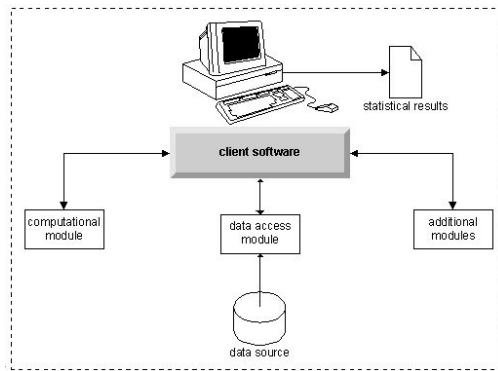 statistical results
client software
computational
module
data access
module
additional
modules
data source